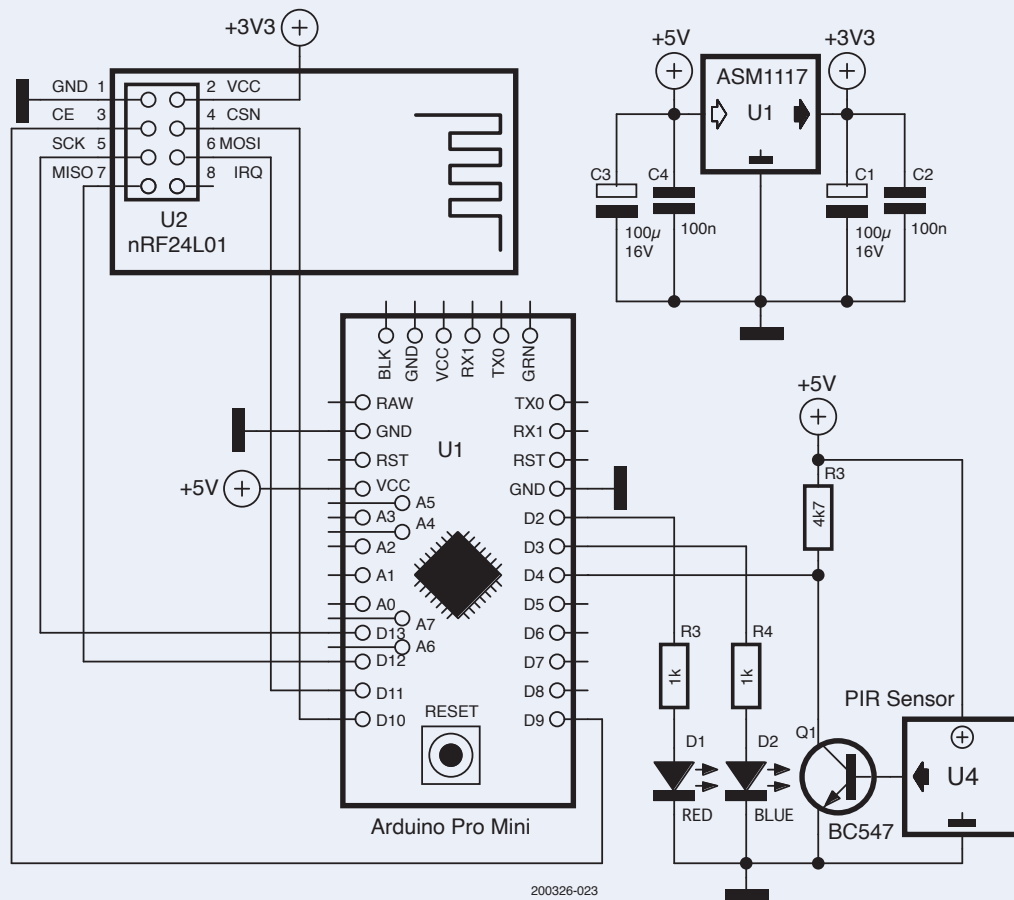 +3V3
GND 1
2 VCC
CE 3
4 CSN
SCK 5
6 MOSI
MISO 7
8 IRQ
U2
nRF24L01
+5V
+3V3
ASM1117
U1
C3
C4
C1
C2
100µ
16V
100n
100µ
16V
100n
BLK
GND
VCC
RX1
TX0
GRN
RAW
TX0
GND
RX1
U1
RST
RST
+5V
VCC
GND
A5
A3
D2
A4
A2
D3
A1
D4
A0
D5
A7
D13
D6
A6
D12
D7
D11
D8
D10
D9
RESET
Arduino Pro Mini
+5V
R3
4k7
R3
1k
R4
1k
PIR Sensor
D1
D2
Q1
U4
RED
BLUE
BC547
200326-023